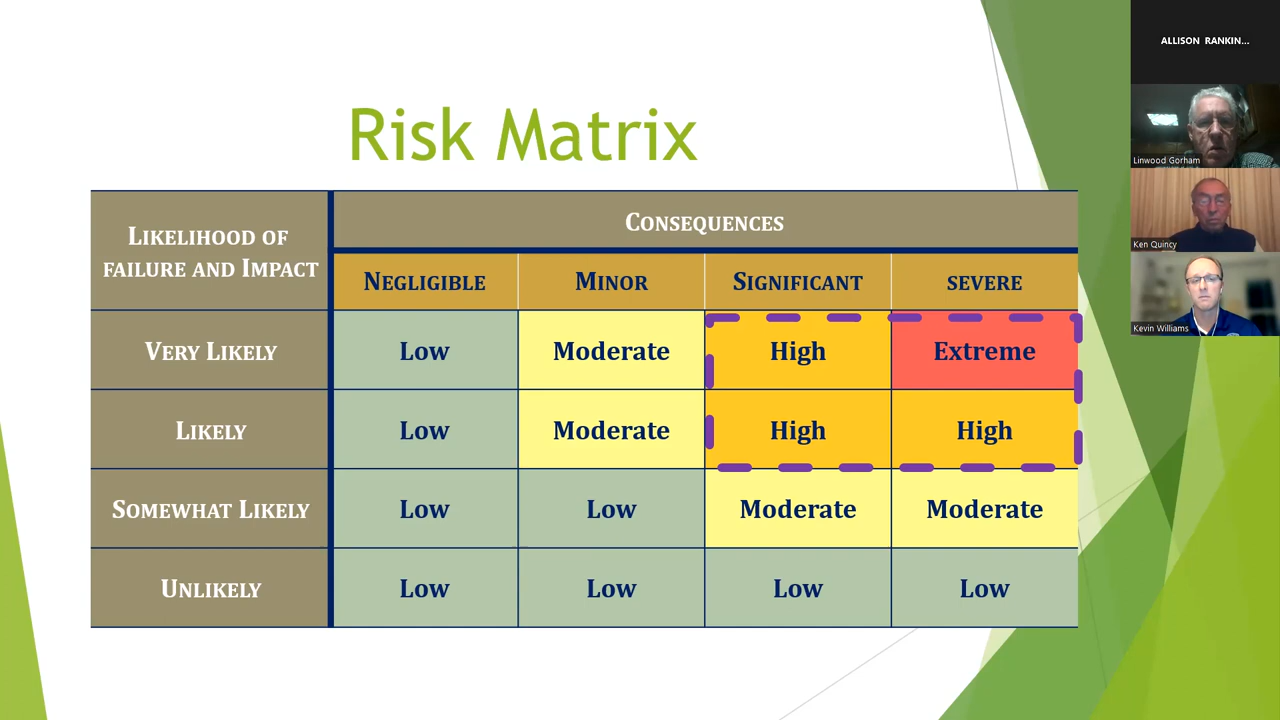 Risk Matrix
LIKELIHOOD OF
FAILURE AND IMPACT
CONSEQUENCES
NEGLIGIBLE MINOR SIGNIFICANT SEVERE
VERY LIKELY Low Moderate High Extreme
LIKELY Low Moderate High High
SOMEWHAT LIKELY Low Low Moderate Moderate
UNLIKELY Low Low Low Low
ALLISON RANKIN...
Linwood Gorham
Ken Quincy
Kevin Williams